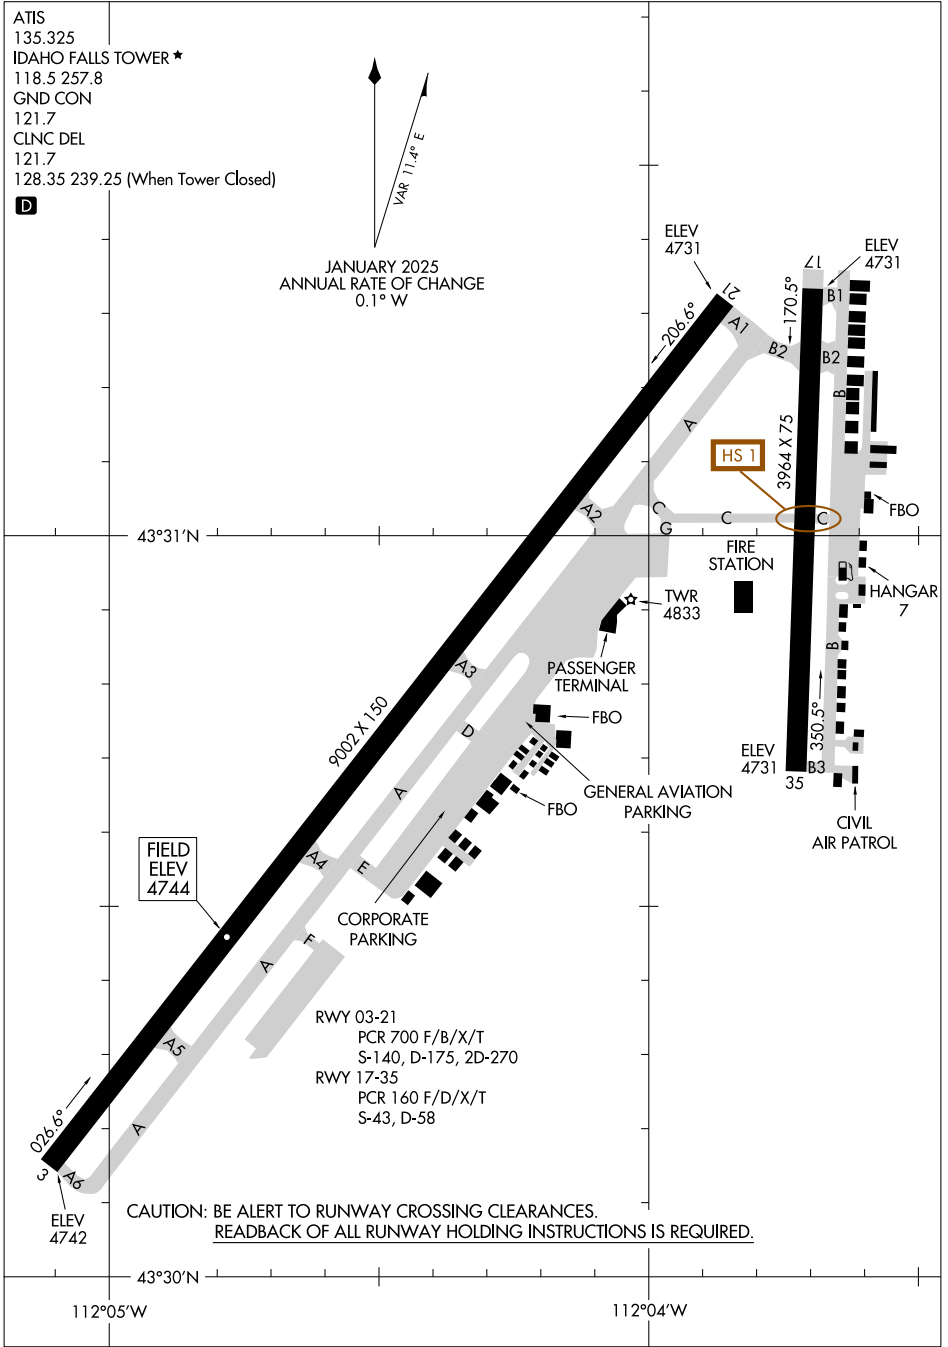 ATIS
135.325
IDAHO FALLS TOWER ★
118.5 257.8
GND CON
121.7
CLNC DEL
121.7
128.35 239.25 (When Tower Closed)
D
VAR 11.4° E
JANUARY 2025
ANNUAL RATE OF CHANGE
0.1° W
ELEV
4731
21
206.6°
A1
B2
170.5°
17
ELEV
4731
B1
B2
B
A
3964 X 75
HS 1
A2
C
G
C
C
FBO
43°31'N
FIRE
STATION
HANGAR
7
TWR
4833
PASSENGER
TERMINAL
B
A3
9002 X 150
D
FBO
350.5°
ELEV
4731
35
B3
A
GENERAL AVIATION
PARKING
FBO
CIVIL
AIR PATROL
FIELD
ELEV
4744
A4
E
CORPORATE
PARKING
F
A
RWY 03-21
PCR 700 F/B/X/T
S-140, D-175, 2D-270
RWY 17-35
PCR 160 F/D/X/T
S-43, D-58
A5
026.6°
A
3
A6
ELEV
4742
CAUTION: BE ALERT TO RUNWAY CROSSING CLEARANCES.
READBACK OF ALL RUNWAY HOLDING INSTRUCTIONS IS REQUIRED.
43°30'N
112°05'W
112°04'W